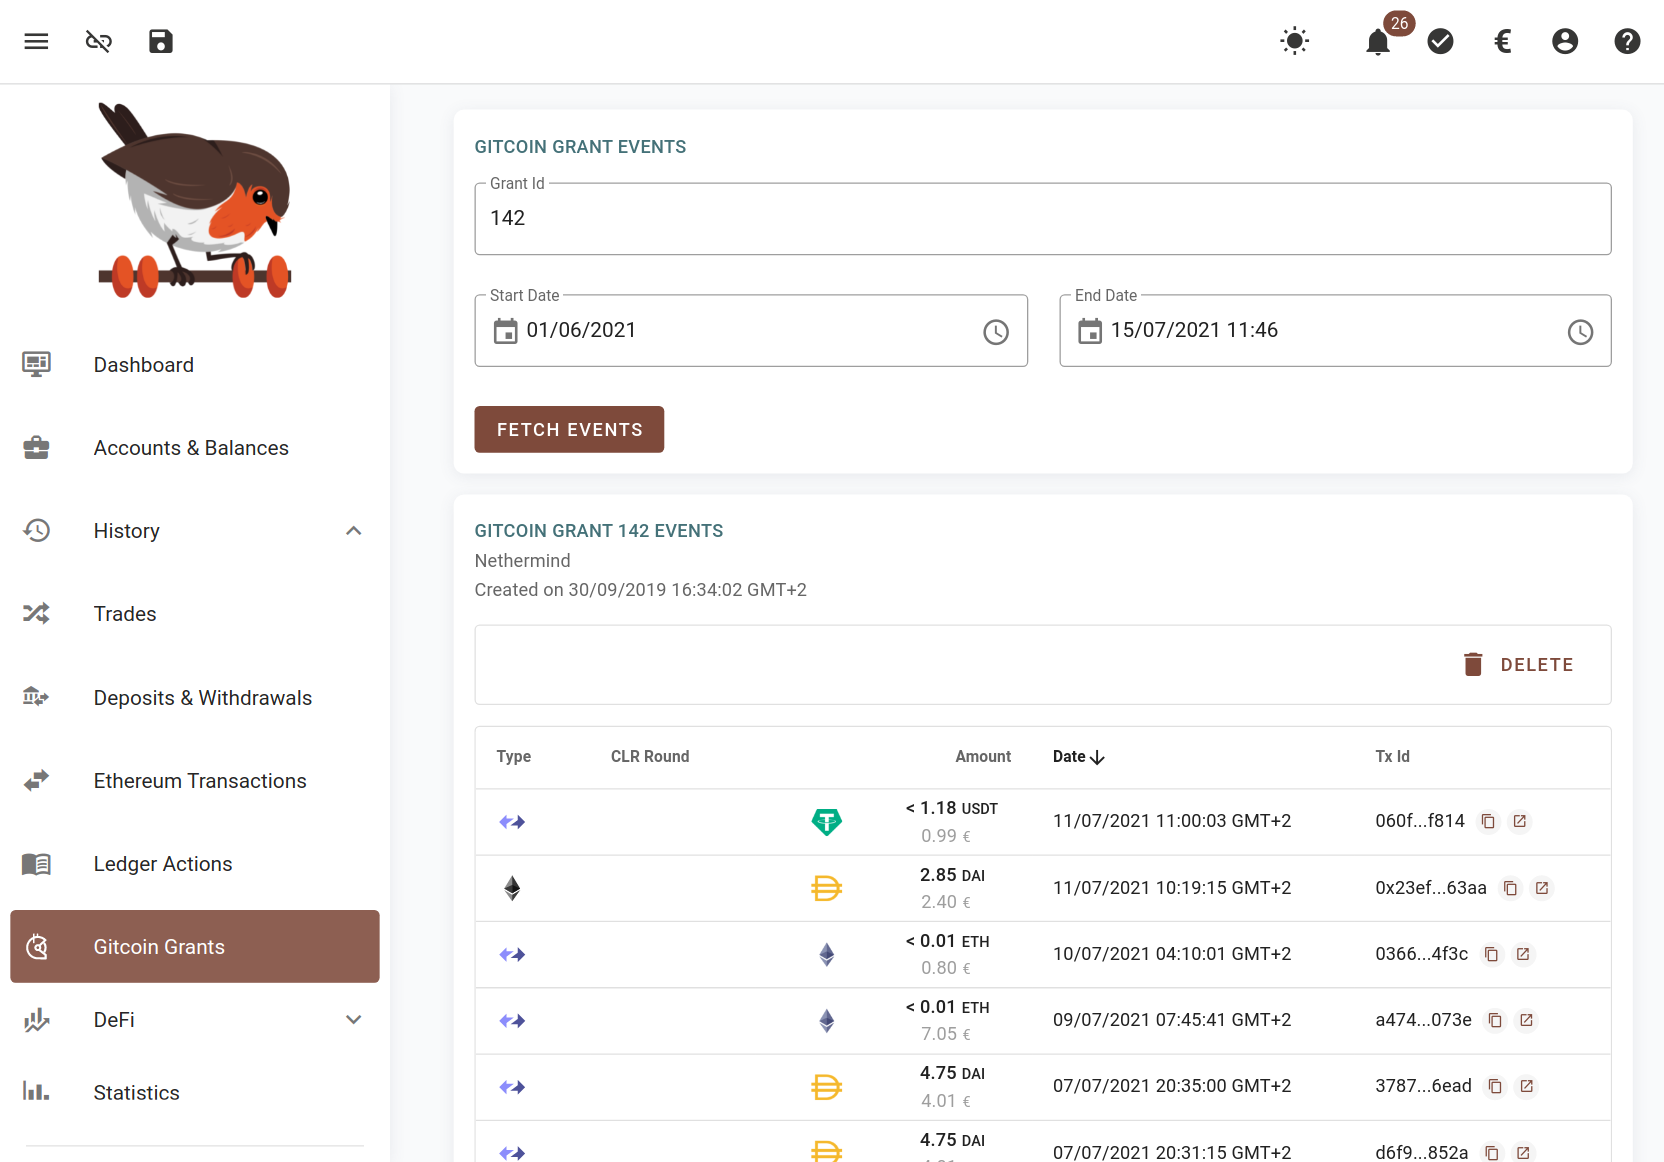 26
€
Dashboard
Accounts & Balances
History
Trades
Deposits & Withdrawals
Ethereum Transactions
Ledger Actions
Gitcoin Grants
DeFi
Statistics
GITCOIN GRANT EVENTS
Grant Id
142
Start Date
01/06/2021
End Date
15/07/2021 11:46
FETCH EVENTS
GITCOIN GRANT 142 EVENTS
Nethermind
Created on 30/09/2019 16:34:02 GMT+2
DELETE
Type CLR Round Amount Date Tx Id
< 1.18 USDT
0.99 €
11/07/2021 11:00:03 GMT+2
060f...f814
2.85 DAI
2.40 €
11/07/2021 10:19:15 GMT+2
0x23ef...63aa
< 0.01 ETH
0.80 €
10/07/2021 04:10:01 GMT+2
0366...4f3c
< 0.01 ETH
7.05 €
09/07/2021 07:45:41 GMT+2
a474...073e
4.75 DAI
4.01 €
07/07/2021 20:35:00 GMT+2
3787...6ead
4.75 DAI
07/07/2021 20:31:15 GMT+2
d6f9...852a